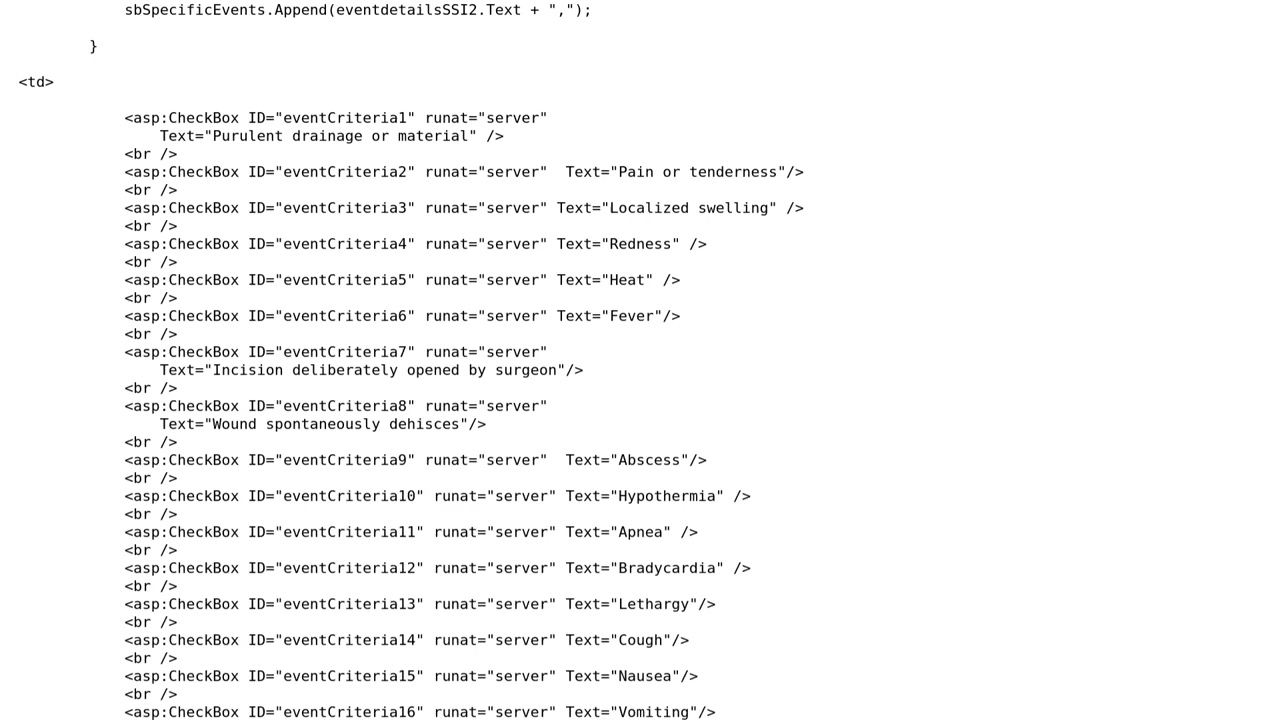 sbSpecificEvents.Append(eventdetailsSSI2.Text + ",");
}
<td>
<asp:CheckBox ID="eventCriteria1" runat="server"
Text="Purulent drainage or material" />
<br />
<asp:CheckBox ID="eventCriteria2" runat="server"  Text="Pain or tenderness"/>
<br />
<asp:CheckBox ID="eventCriteria3" runat="server" Text="Localized swelling" />
<br />
<asp:CheckBox ID="eventCriteria4" runat="server" Text="Redness" />
<br />
<asp:CheckBox ID="eventCriteria5" runat="server" Text="Heat" />
<br />
<asp:CheckBox ID="eventCriteria6" runat="server" Text="Fever"/>
<br />
<asp:CheckBox ID="eventCriteria7" runat="server"
Text="Incision deliberately opened by surgeon"/>
<br />
<asp:CheckBox ID="eventCriteria8" runat="server"
Text="Wound spontaneously dehisces"/>
<br />
<asp:CheckBox ID="eventCriteria9" runat="server"  Text="Abscess"/>
<br />
<asp:CheckBox ID="eventCriteria10" runat="server" Text="Hypothermia" />
<br />
<asp:CheckBox ID="eventCriteria11" runat="server" Text="Apnea" />
<br />
<asp:CheckBox ID="eventCriteria12" runat="server" Text="Bradycardia" />
<br />
<asp:CheckBox ID="eventCriteria13" runat="server" Text="Lethargy"/>
<br />
<asp:CheckBox ID="eventCriteria14" runat="server" Text="Cough"/>
<br />
<asp:CheckBox ID="eventCriteria15" runat="server" Text="Nausea"/>
<br />
<asp:CheckBox ID="eventCriteria16" runat="server" Text="Vomiting"/>